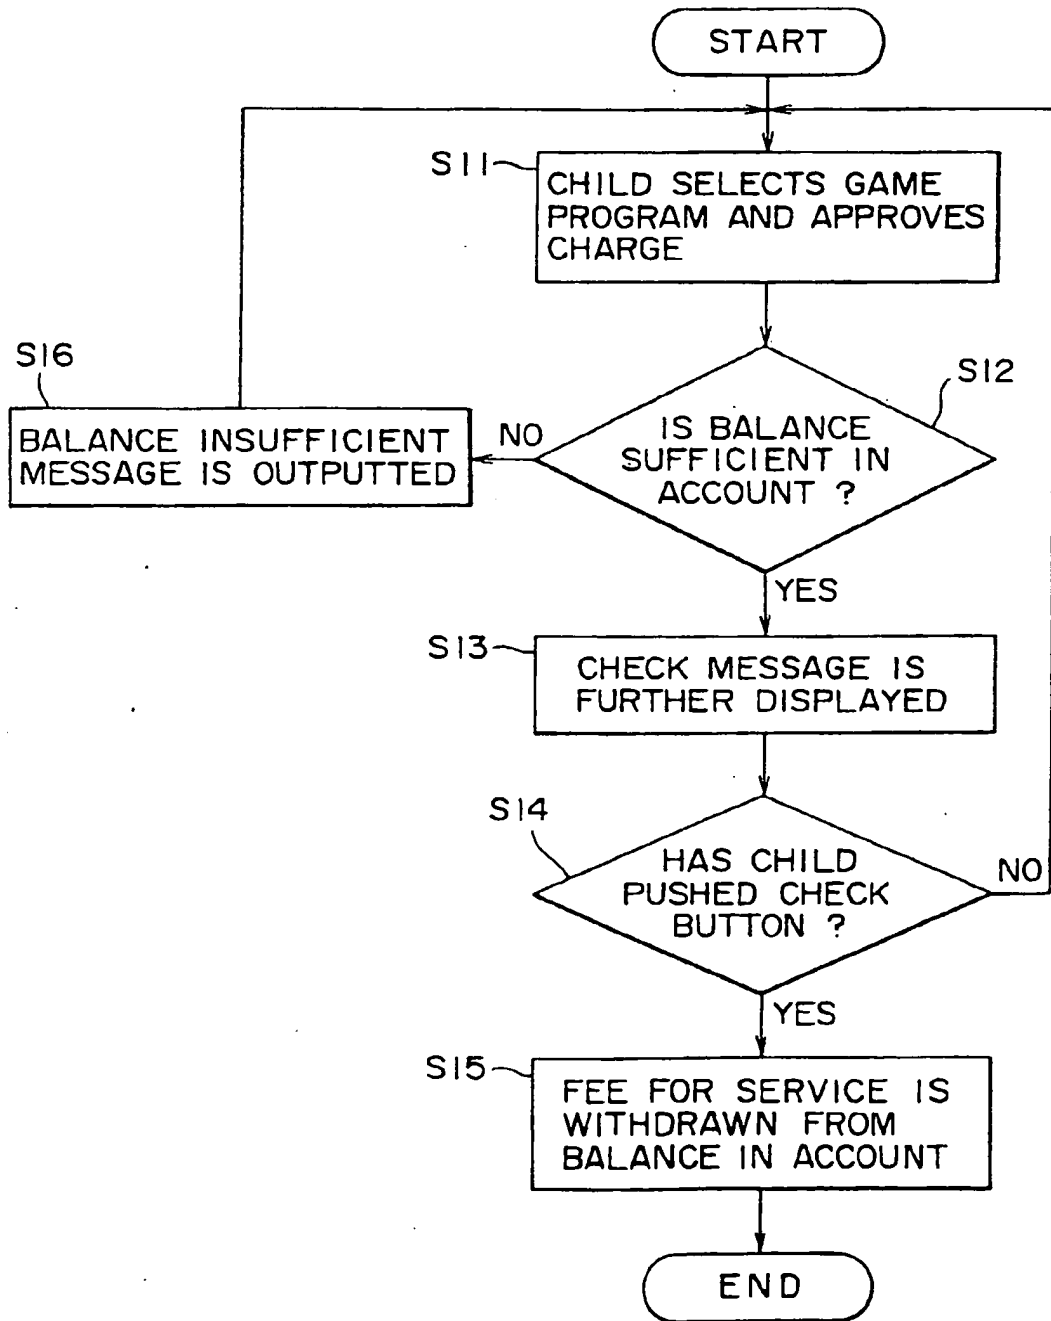 START
S11
CHILD SELECTS GAME
PROGRAM AND APPROVES
CHARGE
S16
BALANCE INSUFFICIENT
MESSAGE IS OUTPUTTED
NO
IS BALANCE
SUFFICIENT IN
ACCOUNT ?
S12
YES
S13
CHECK MESSAGE IS
FURTHER DISPLAYED
S14
HAS CHILD
PUSHED CHECK
BUTTON ?
NO
YES
S15
FEE FOR SERVICE IS
WITHDRAWN FROM
BALANCE IN ACCOUNT
END